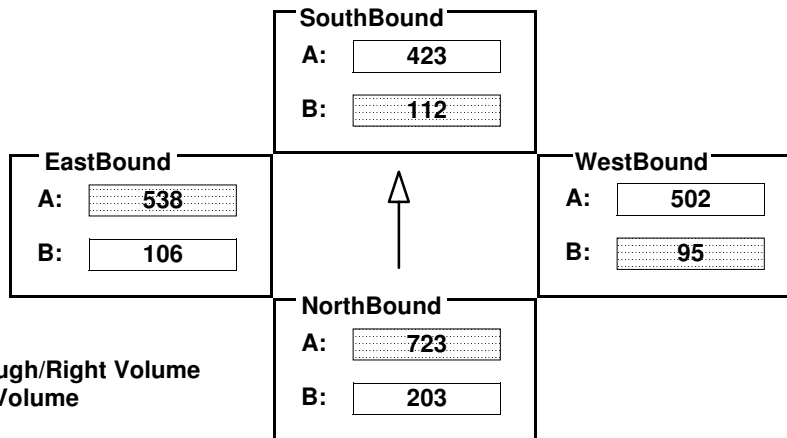 SouthBound
A: 423
B: 112
EastBound
A: 538
B: 106
WestBound
A: 502
B: 95
NorthBound
A: 723
B: 203
ugh/Right Volume
Volume